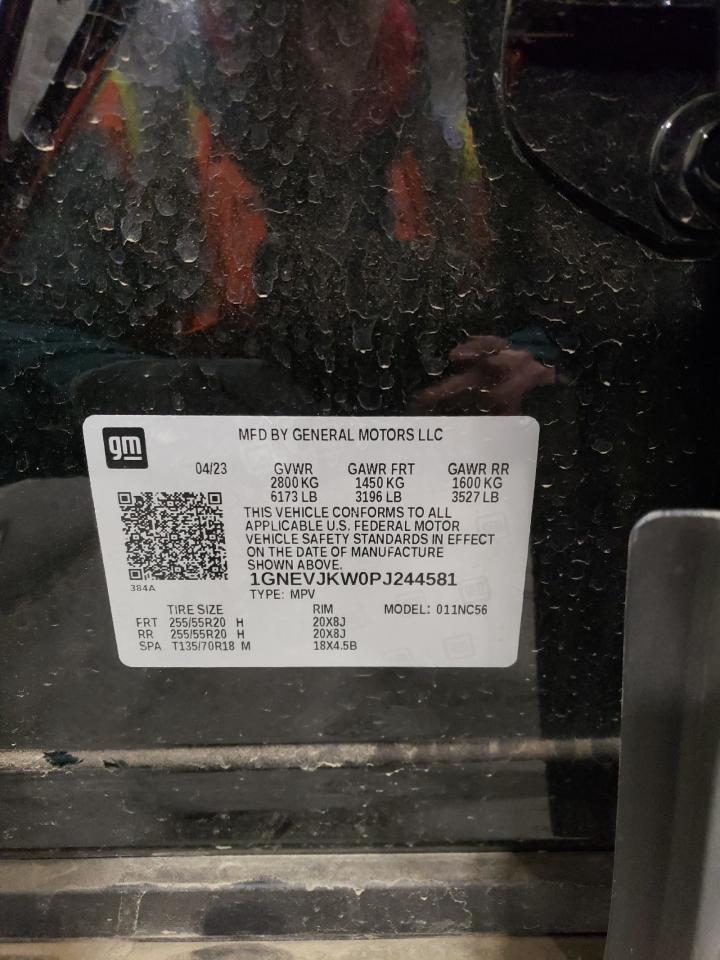 gm
MFD BY GENERAL MOTORS LLC
04/23 GVWR GAWR FRT GAWR RR
2800 KG 1450 KG 1600 KG
6173 LB 3196 LB 3527 LB
THIS VEHICLE CONFORMS TO ALL
APPLICABLE U.S. FEDERAL MOTOR
VEHICLE SAFETY STANDARDS IN EFFECT
ON THE DATE OF MANUFACTURE
SHOWN ABOVE.
384A
1GNEVJKW0PJ244581
TYPE: MPV
TIRE SIZE RIM MODEL: 011NC56
FRT 255/55R20 H 20X8J
RR 255/55R20 H 20X8J
SPA T135/70R18 M 18X4.5B